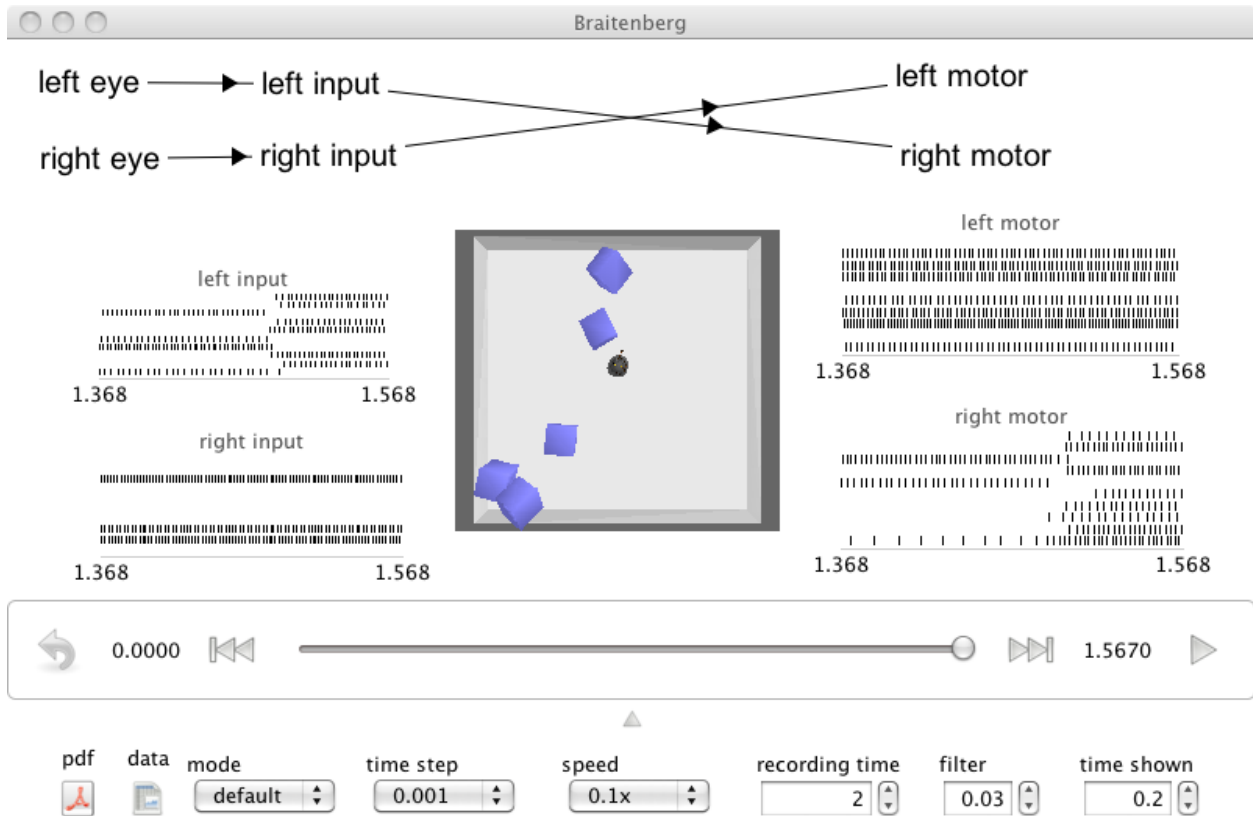 Braitenberg
left eye left input left motor
right eye right input right motor
left motor
left input
1.368 1.568
1.368 1.568
right motor
right input
1.368 1.568
1.368 1.568
0.0000 1.5670
pdf data mode time step speed recording time filter time shown
default 0.001 0.1x 2 0.03 0.2